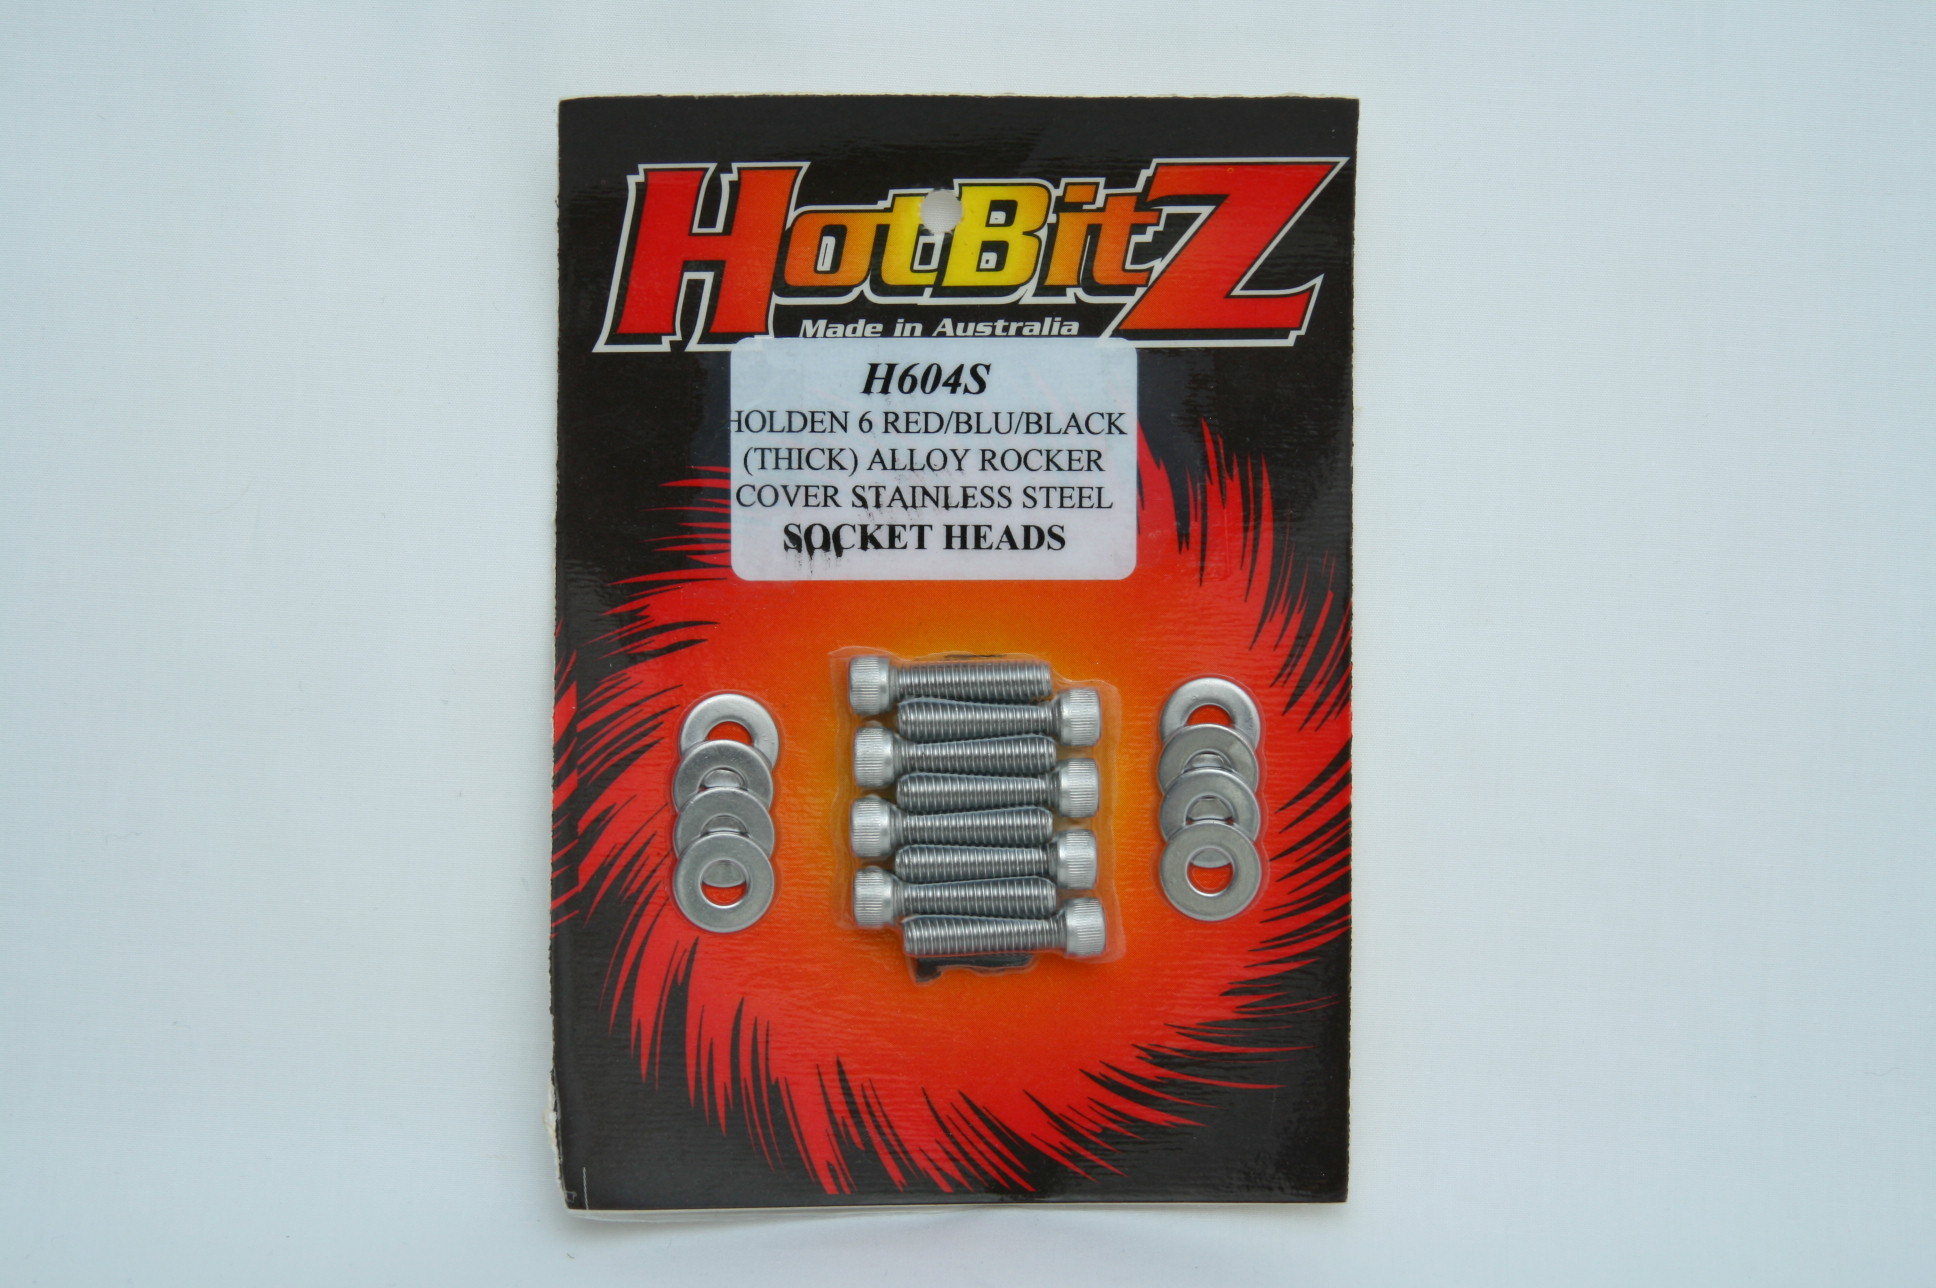 HotBitZ
Made in Australia
H604S
HOLDEN 6 RED/BLU/BLACK
(THICK) ALLOY ROCKER
COVER STAINLESS STEEL
SOCKET HEADS